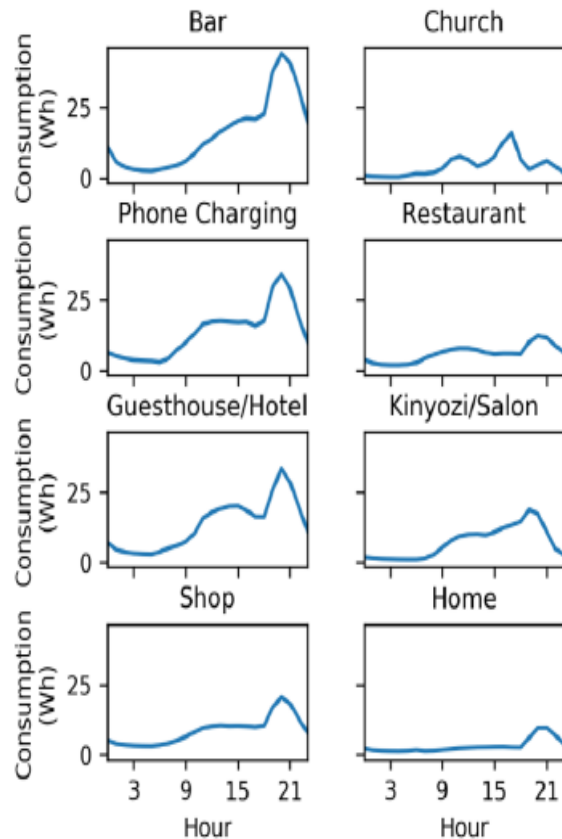 Bar
Church
Consumption
(Wh)
25
0
Phone Charging
Restaurant
Consumption
(Wh)
25
0
Guesthouse/Hotel
Kinyozi/Salon
Consumption
(Wh)
25
0
Shop
Home
Consumption
(Wh)
25
0
3 9 15 21
3 9 15 21
Hour
Hour